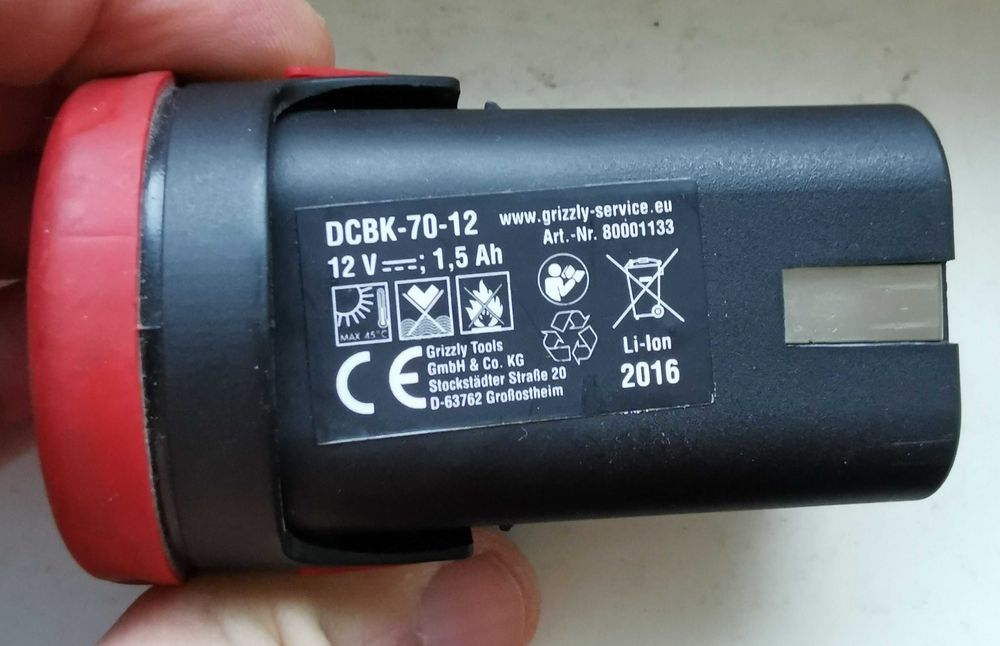 DCBK-70-12
www.grizzly-service.eu
Art.-Nr. 80001133
12 V ⎓; 1,5 Ah
MAX 45°C
CE
Grizzly Tools
GmbH & Co. KG
Stockstädter Straße 20
D-63762 Großostheim
Li-Ion
2016